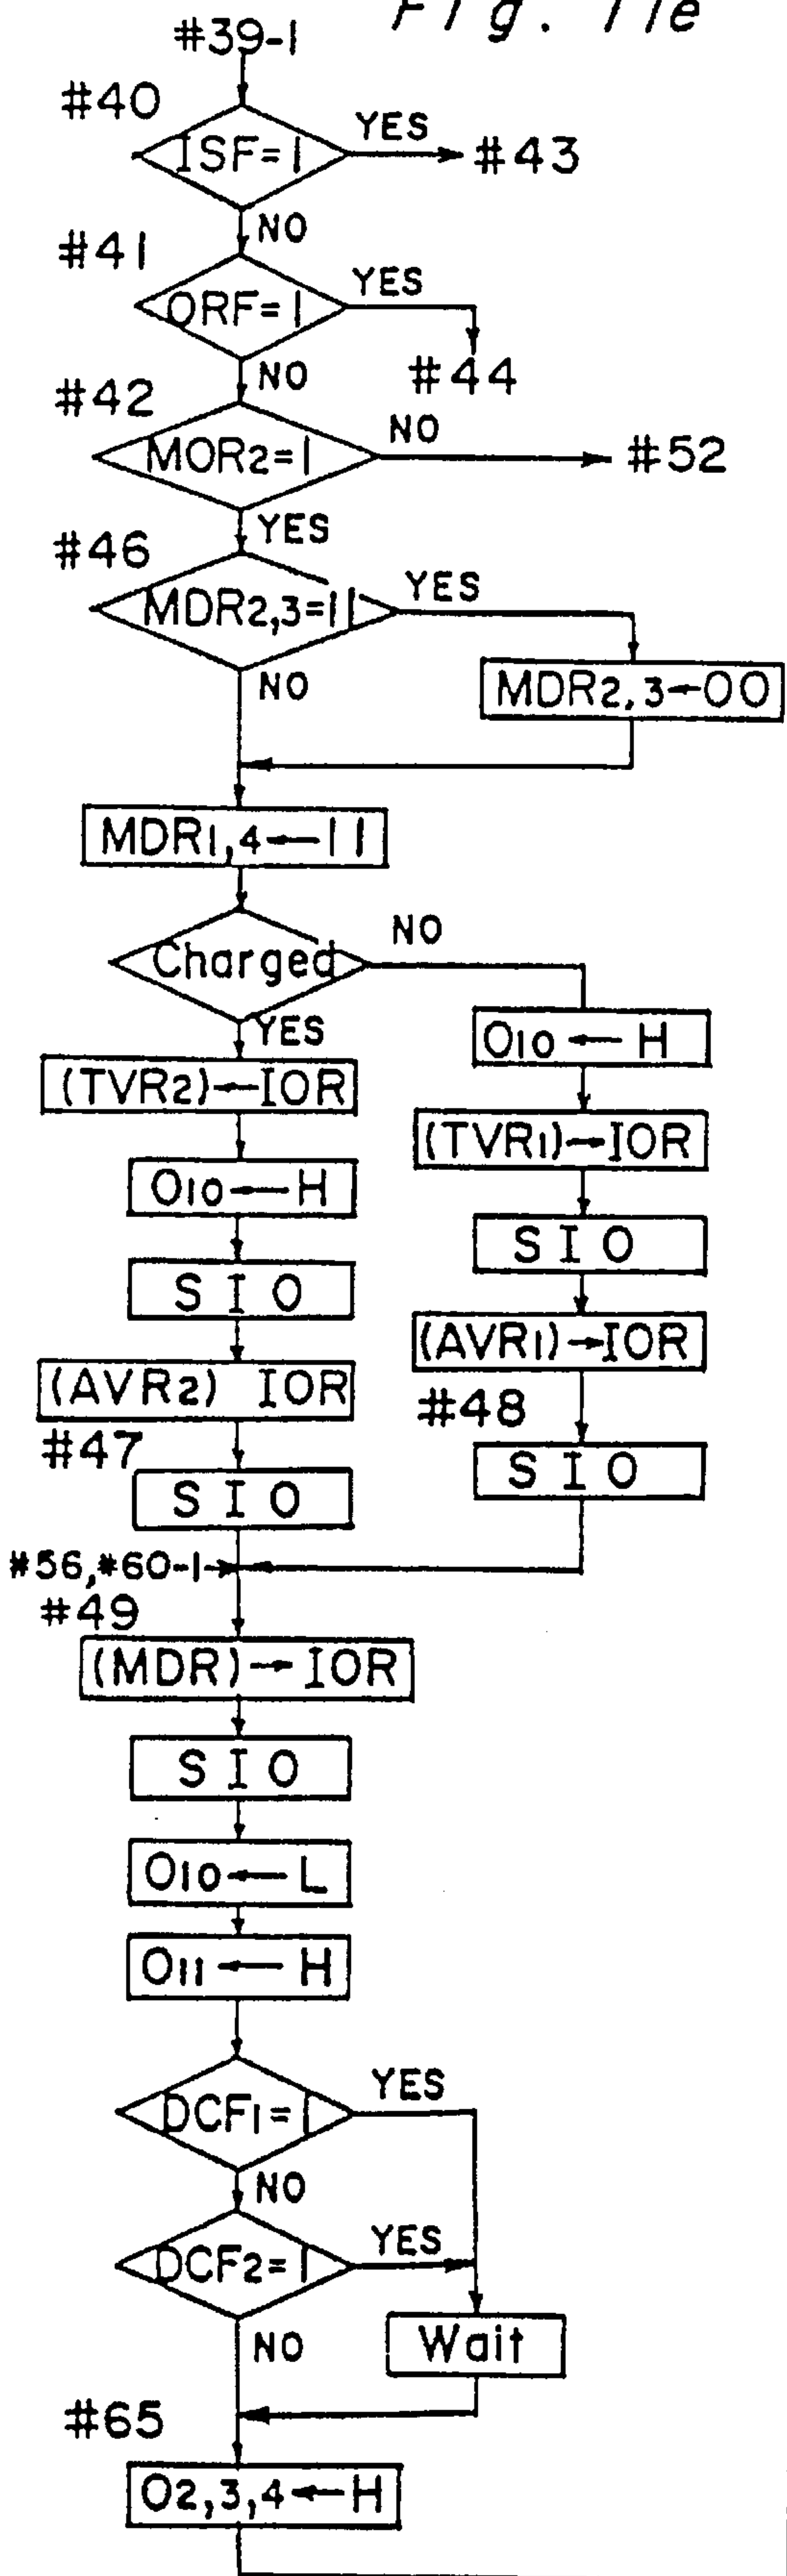 Fig. 11e
#39-1
#40
ISF=1
YES
#43
NO
#41
ORF=1
YES
#44
NO
#42
MOR2=1
NO
#52
YES
#46
MDR2,3=11
YES
MDR2,3←00
NO
MDR1,4←11
Charged
NO
YES
O10←H
(TVR2)←IOR
(TVR1)→IOR
O10←H
SIO
SIO
(AVR1)→IOR
(AVR2) IOR
#48
#47
SIO
SIO
#56,#60-1
#49
(MDR)→IOR
SIO
O10←L
O11←H
DCF1=1
YES
NO
DCF2=1
YES
Wait
NO
#65
O2,3,4←H